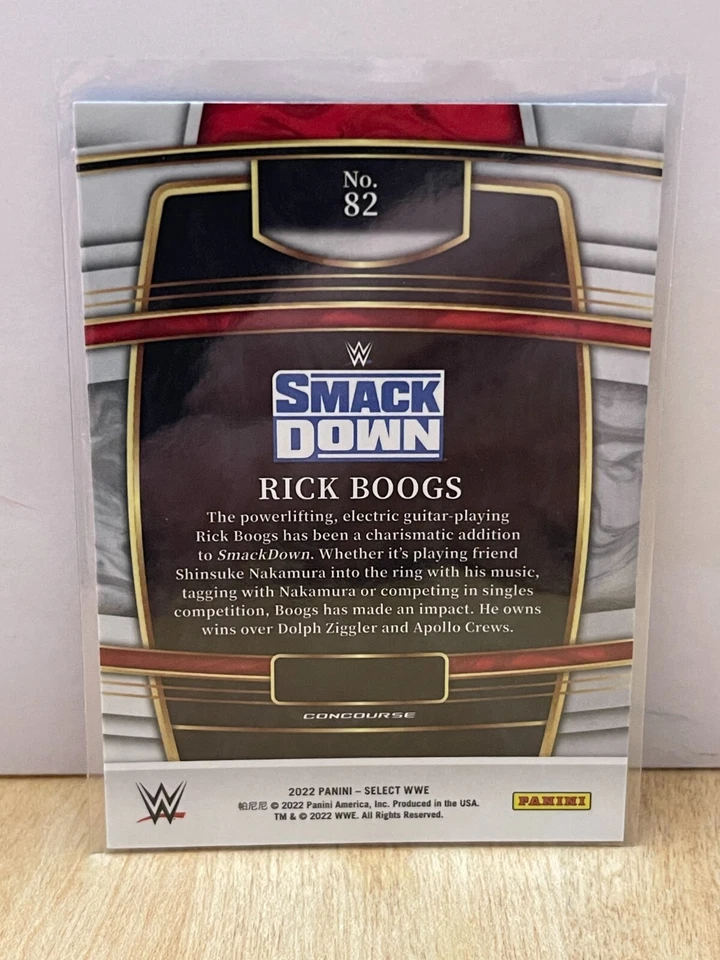 No.
82
W
SMACK
DOWN
RICK BOOGS
The powerlifting, electric guitar-playing
Rick Boogs has been a charismatic addition
to SmackDown. Whether it's playing friend
Shinsuke Nakamura into the ring with his music,
tagging with Nakamura or competing in singles
competition, Boogs has made an impact. He owns
wins over Dolph Ziggler and Apollo Crews.
CONCOURSE
W
2022 PANINI – SELECT WWE
帕尼尼 © 2022 Panini America, Inc. Produced in the USA.
TM & © 2022 WWE. All Rights Reserved.
PANINI